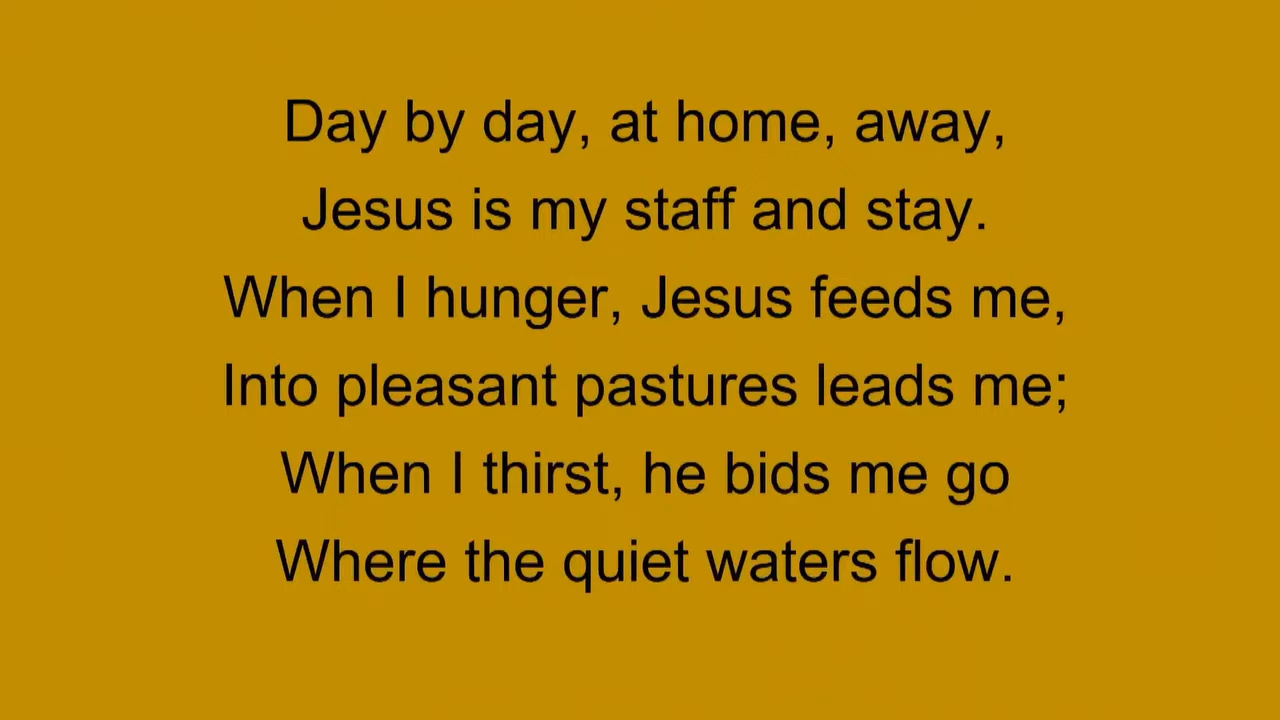 Day by day, at home, away,
Jesus is my staff and stay.
When I hunger, Jesus feeds me,
Into pleasant pastures leads me;
When I thirst, he bids me go
Where the quiet waters flow.